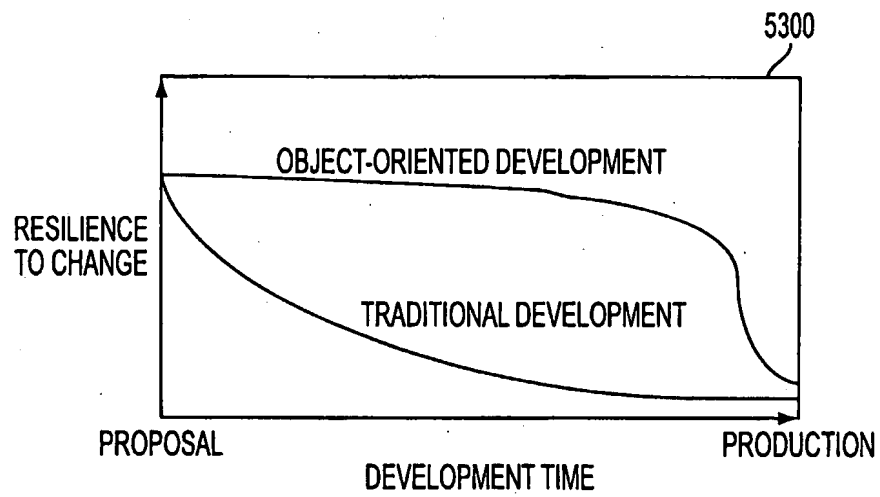 5300
OBJECT-ORIENTED DEVELOPMENT
RESILIENCE
TO CHANGE
TRADITIONAL DEVELOPMENT
PROPOSAL
PRODUCTION
DEVELOPMENT TIME